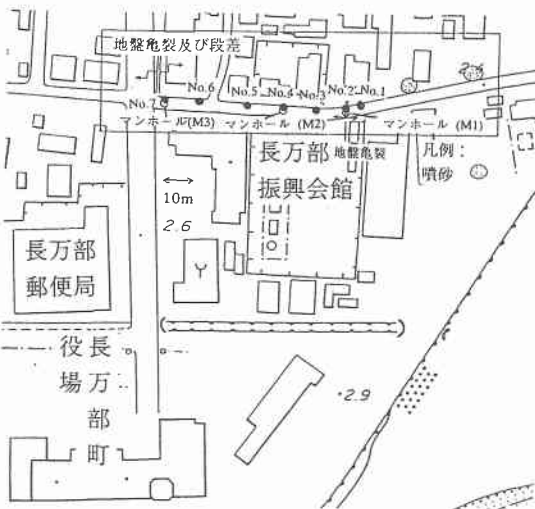 地盤亀裂及び段差
No.6
No.5
No.4
No.3
No.2
No.1
No.7
マンホール(M3)
マンホール (M2)
マンホール (M1)
地盤亀裂
凡例：
噴砂
長万部
振興会館
10m
2.6
長万部
郵便局
Y
長万部町
役場
2.9